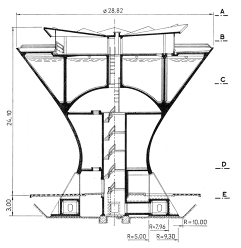 ⌀28,82
A
B
C
24,10
D
E
3,00
R=10.00
R=7.96
R=5,00
R=9,30